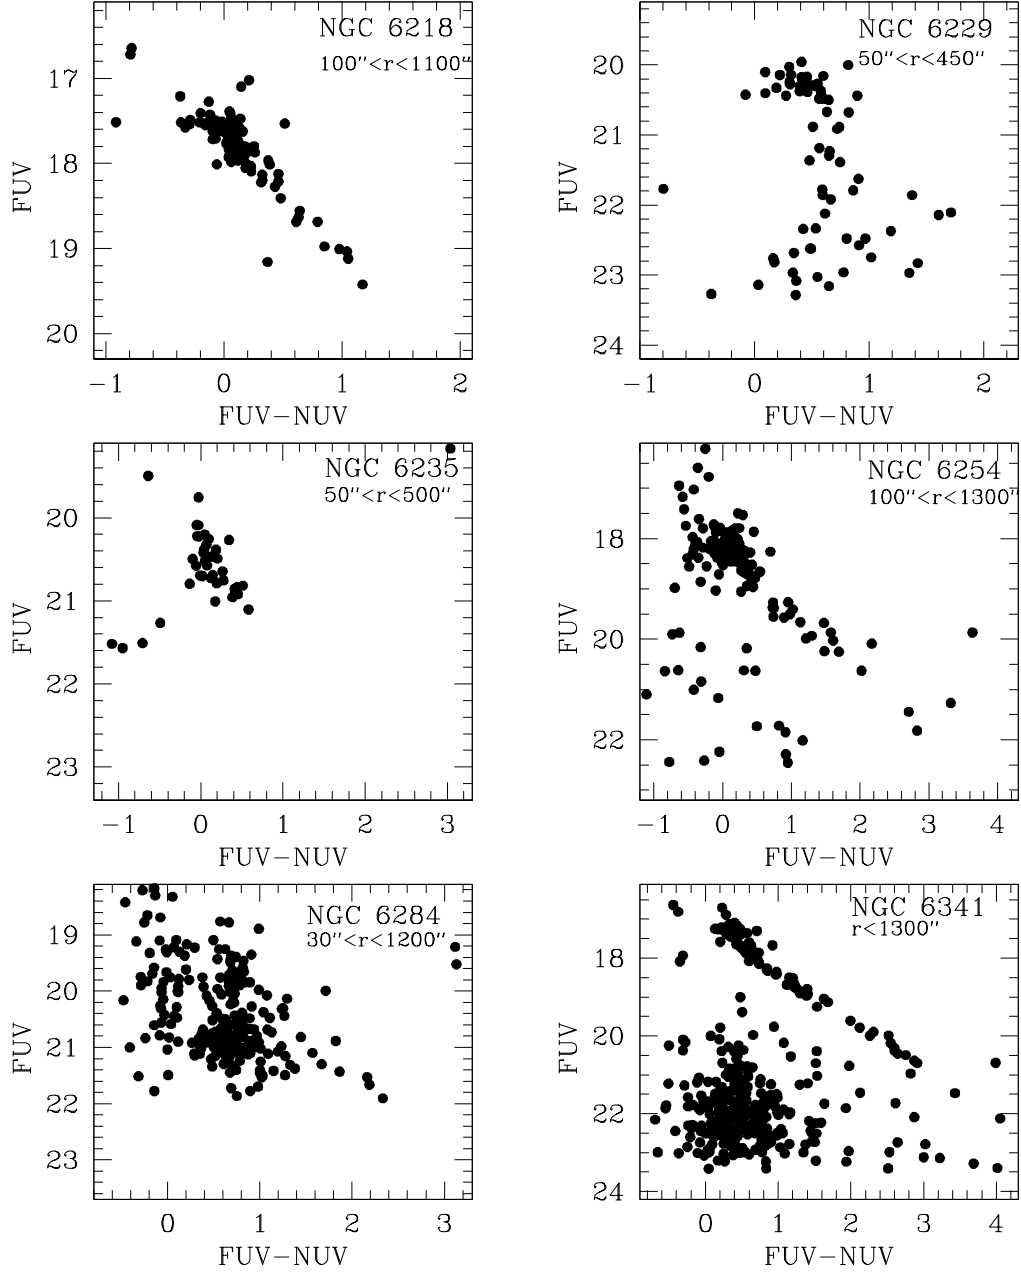 NGC 6218
100"<r<1100"
17
18
19
20
FUV
−1 0 1 2
FUV−NUV
NGC 6229
50"<r<450"
20
21
22
23
24
FUV
−1 0 1 2
FUV−NUV
NGC 6235
50"<r<500"
20
21
22
23
FUV
−1 0 1 2 3
FUV−NUV
NGC 6254
100"<r<1300"
18
20
22
FUV
−1 0 1 2 3 4
FUV−NUV
NGC 6284
30"<r<1200"
19
20
21
22
23
FUV
0 1 2 3
FUV−NUV
NGC 6341
r<1300"
18
20
22
24
FUV
0 1 2 3 4
FUV−NUV